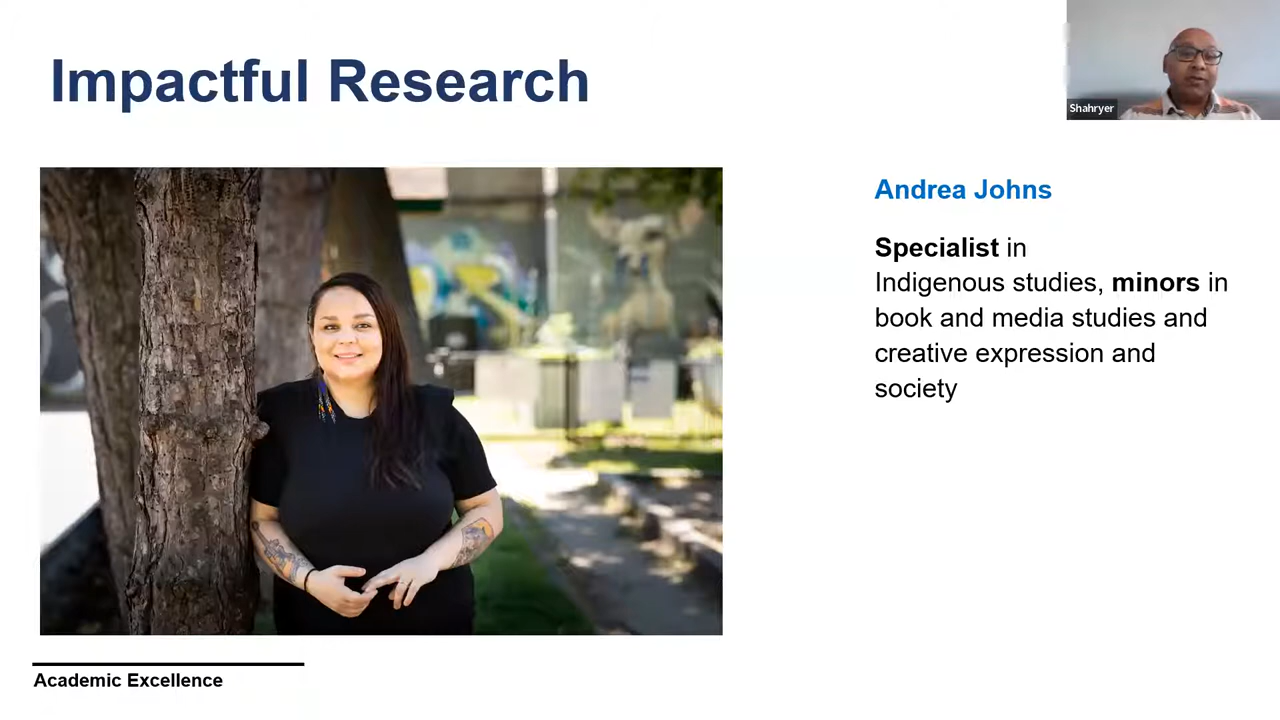 Impactful Research
Shahryer
Andrea Johns
Specialist in
Indigenous studies, minors in
book and media studies and
creative expression and
society
Academic Excellence